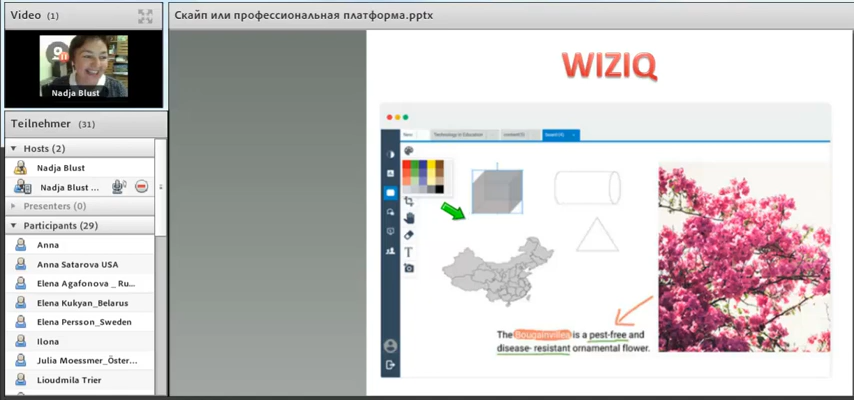 Video (1)
Nadja Blust
Teilnehmer (31)
Hosts (2)
Nadja Blust
Nadja Blust ...
Presenters (0)
Participants (29)
Anna
Anna Satarova USA
Elena Agafonova _ Ru...
Elena Kukyan_Belarus
Elena Persson_Sweden
Ilona
Julia Moessmer_Öster...
Lioudmila Trier
Скайп или профессиональная платформа.pptx
WIZIQ
Technology in Education
T
The Bougainvillea is a pest-free and
disease- resistant ornamental flower.